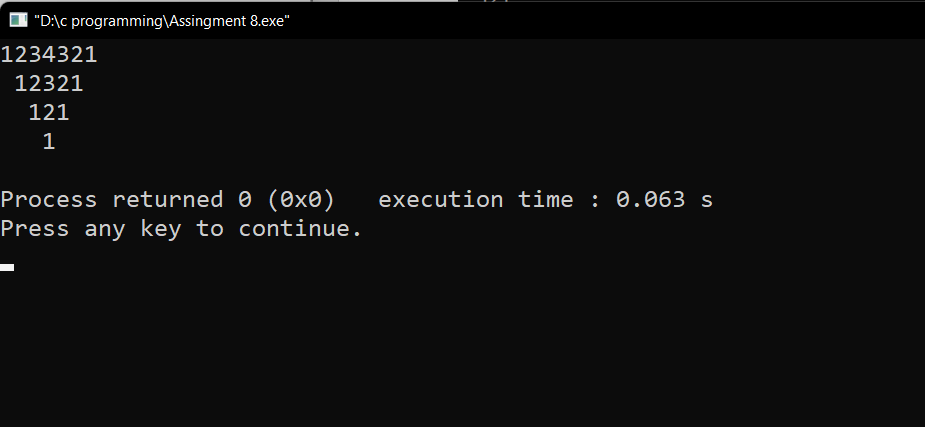 "D:\c programming\Assingment 8.exe"
1234321
 12321
  121
   1
Process returned 0 (0x0)   execution time : 0.063 s
Press any key to continue.